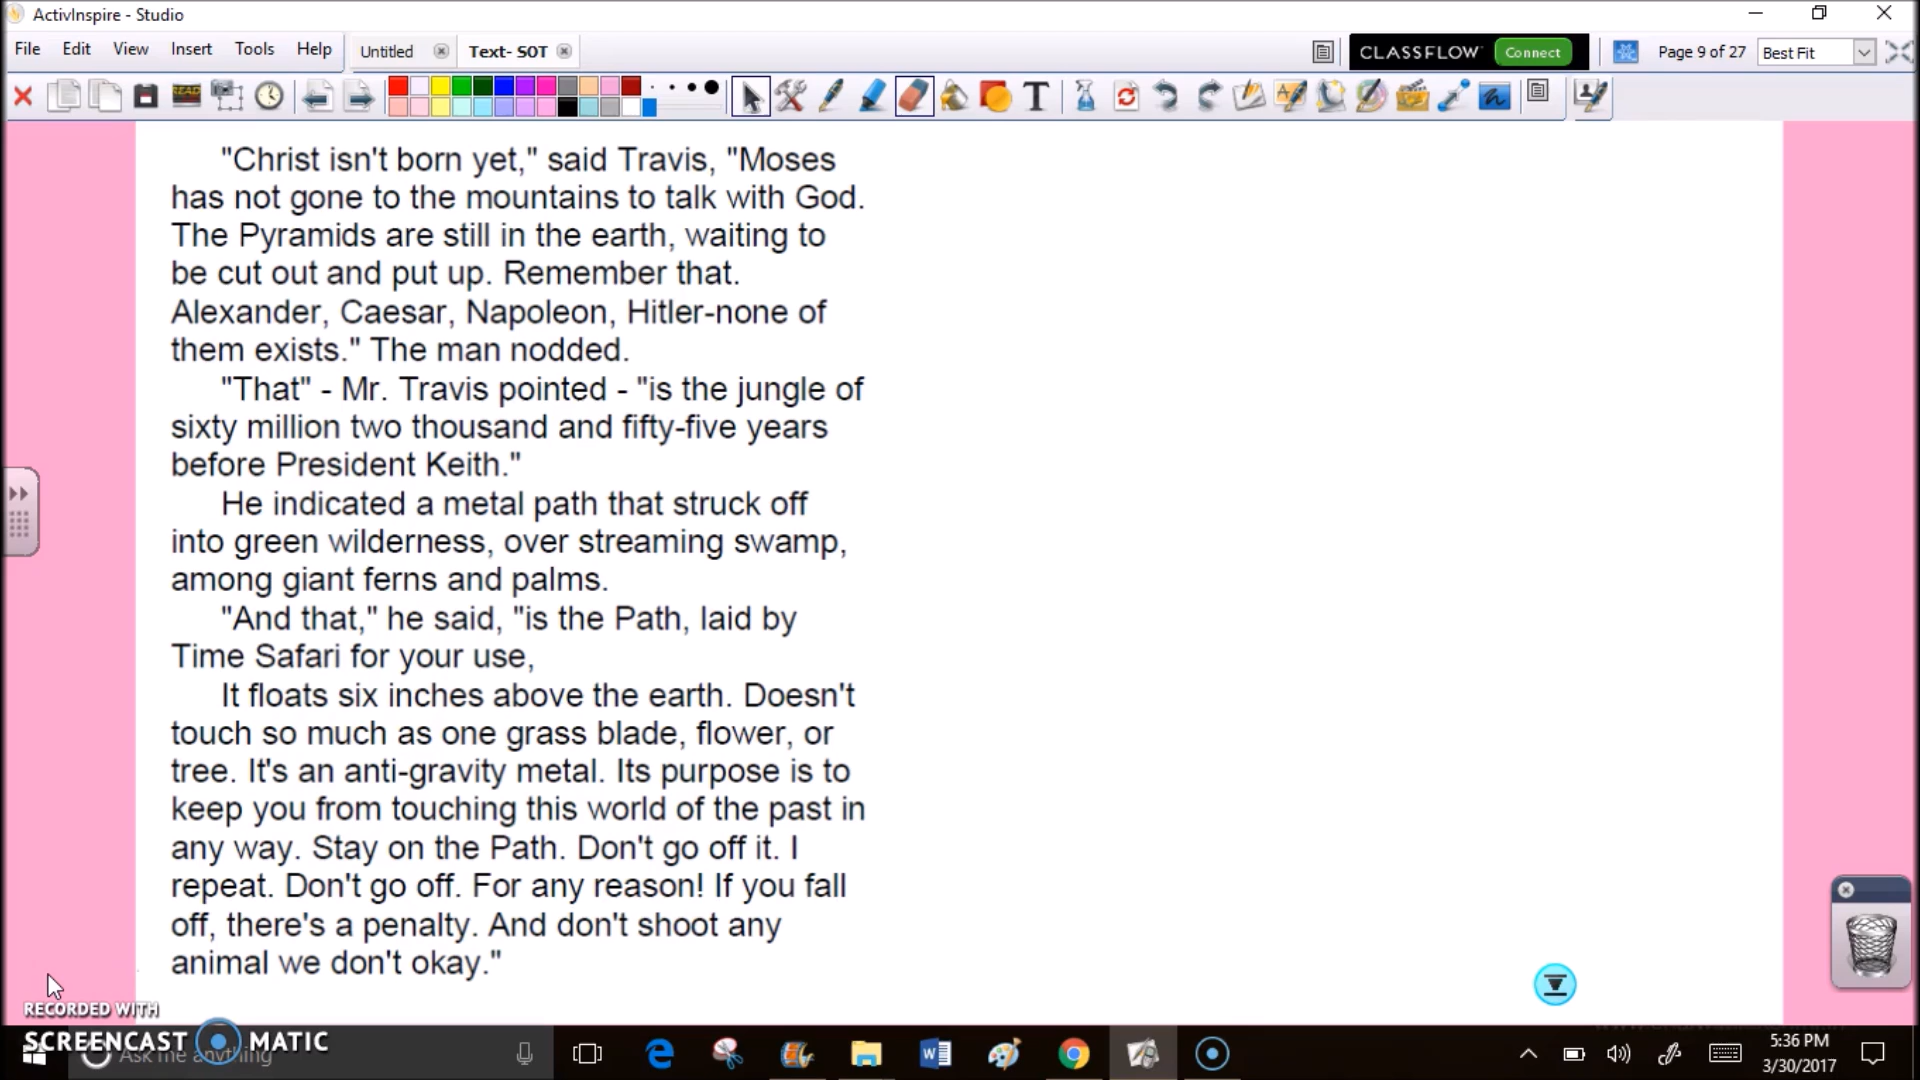 ActivInspire - Studio
File Edit View Insert Tools Help
Untitled Text- SOT
CLASSFLOW Connect
Page 9 of 27 Best Fit
READ
T
"Christ isn't born yet," said Travis, "Moses
has not gone to the mountains to talk with God.
The Pyramids are still in the earth, waiting to
be cut out and put up. Remember that.
Alexander, Caesar, Napoleon, Hitler-none of
them exists." The man nodded.
"That" - Mr. Travis pointed - "is the jungle of
sixty million two thousand and fifty-five years
before President Keith."
He indicated a metal path that struck off
into green wilderness, over streaming swamp,
among giant ferns and palms.
"And that," he said, "is the Path, laid by
Time Safari for your use,
It floats six inches above the earth. Doesn't
touch so much as one grass blade, flower, or
tree. It's an anti-gravity metal. Its purpose is to
keep you from touching this world of the past in
any way. Stay on the Path. Don't go off it. I
repeat. Don't go off. For any reason! If you fall
off, there's a penalty. And don't shoot any
animal we don't okay."
RECORDED WITH
SCREENCAST MATIC
Ask me anything
5:36 PM
3/30/2017